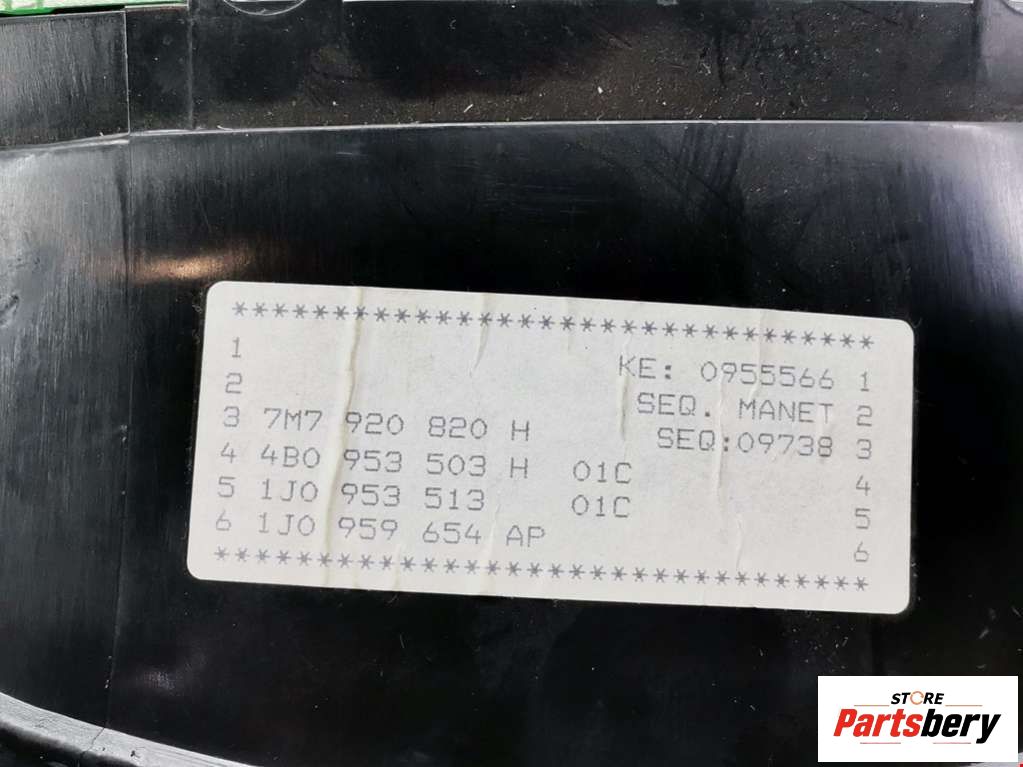 *******************************
1 KE: 0955566 1
2 SEQ. MANET 2
3 7M7 920 820 H SEQ:09738 3
4 4B0 953 503 H 01C 4
5 1J0 953 513 01C 5
6 1J0 959 654 AP 6
*******************************
STORE
Partsbery